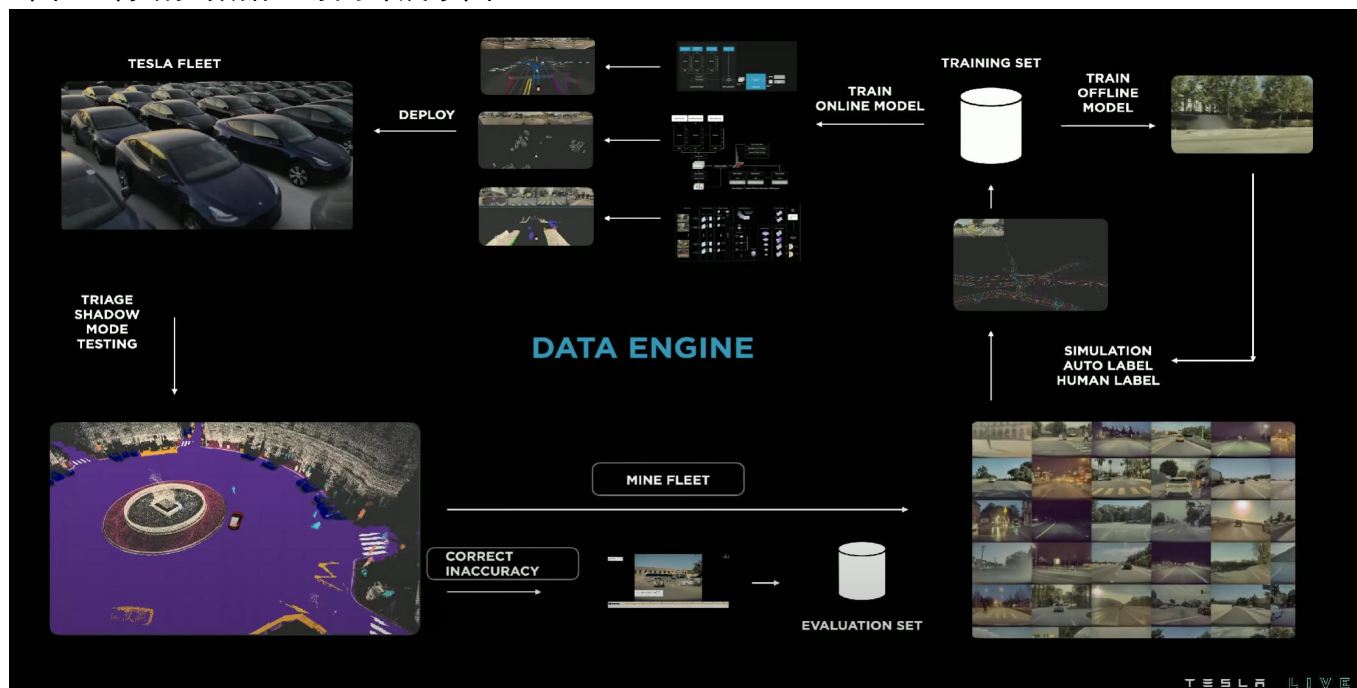 TESLA FLEET
DEPLOY
TRAIN
ONLINE MODEL
TRAINING SET
TRAIN
OFFLINE
MODEL
TRIAGE
SHADOW
MODE
TESTING
DATA ENGINE
SIMULATION
AUTO LABEL
HUMAN LABEL
MINE FLEET
CORRECT
INACCURACY
EVALUATION SET
TESLA LIVE